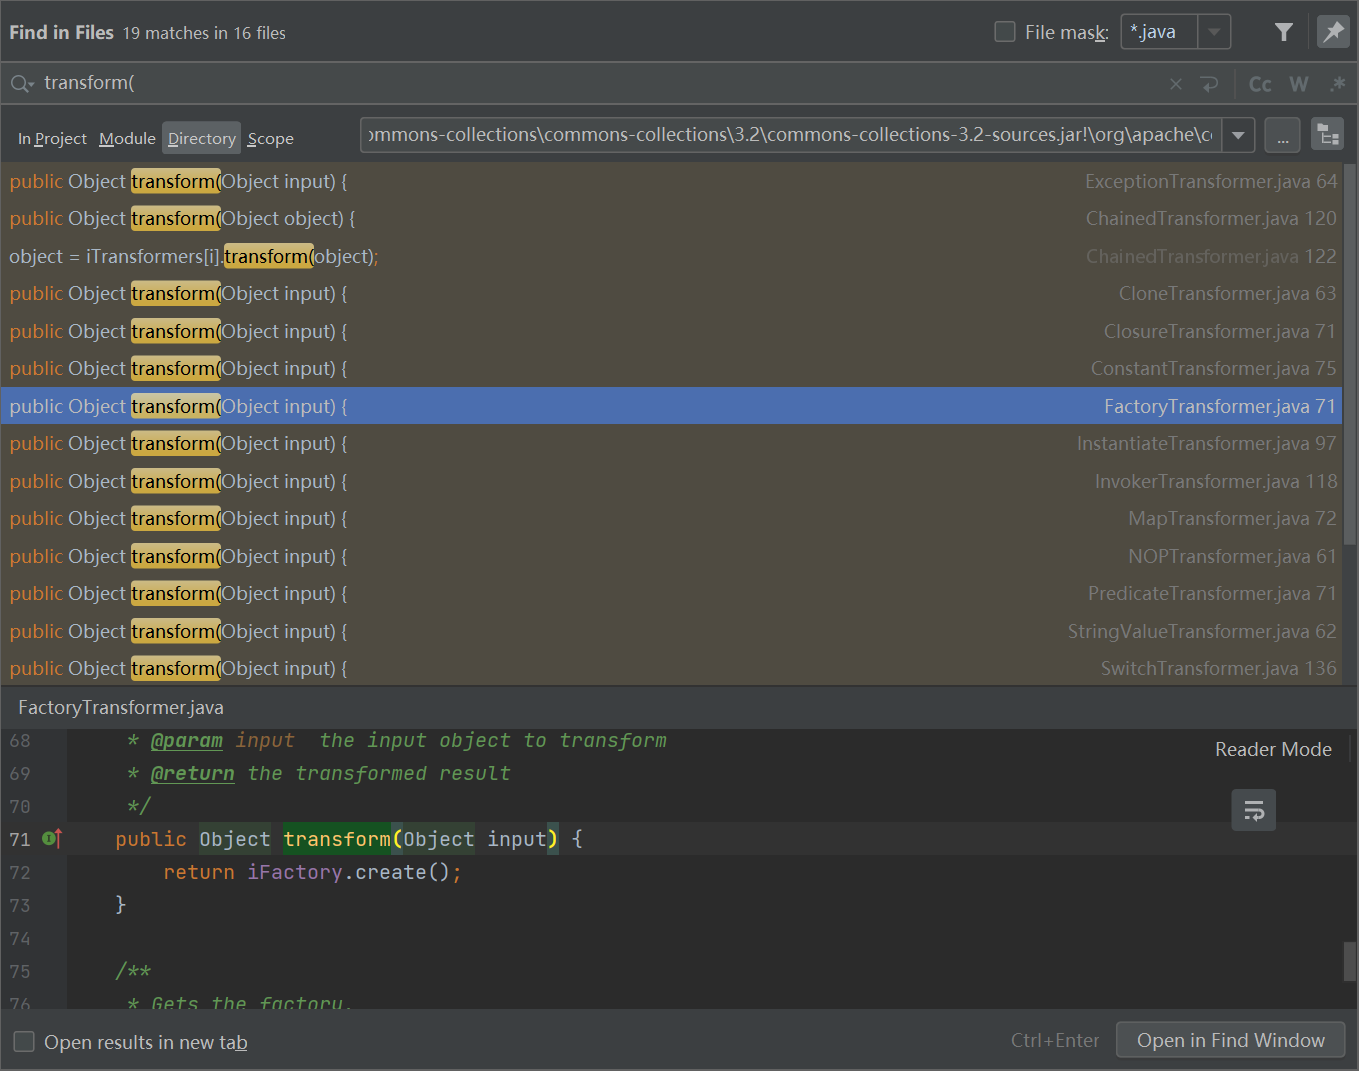 Find in Files 19 matches in 16 files File mask: *.java
transform( Cc W .*
In Project Module Directory Scope ommons-collections\commons-collections\3.2\commons-collections-3.2-sources.jar!\org\apache\c ...
public Object transform(Object input) { ExceptionTransformer.java 64
public Object transform(Object object) { ChainedTransformer.java 120
object = iTransformers[i].transform(object); ChainedTransformer.java 122
public Object transform(Object input) { CloneTransformer.java 63
public Object transform(Object input) { ClosureTransformer.java 71
public Object transform(Object input) { ConstantTransformer.java 75
public Object transform(Object input) { FactoryTransformer.java 71
public Object transform(Object input) { InstantiateTransformer.java 97
public Object transform(Object input) { InvokerTransformer.java 118
public Object transform(Object input) { MapTransformer.java 72
public Object transform(Object input) { NOPTransformer.java 61
public Object transform(Object input) { PredicateTransformer.java 71
public Object transform(Object input) { StringValueTransformer.java 62
public Object transform(Object input) { SwitchTransformer.java 136
FactoryTransformer.java
68 * @param input the input object to transform
Reader Mode
69 * @return the transformed result
70 */
71 public Object transform(Object input) {
72 return iFactory.create();
73 }
74
75 /**
76 * Gets the factory.
Open results in new tab Ctrl+Enter Open in Find Window